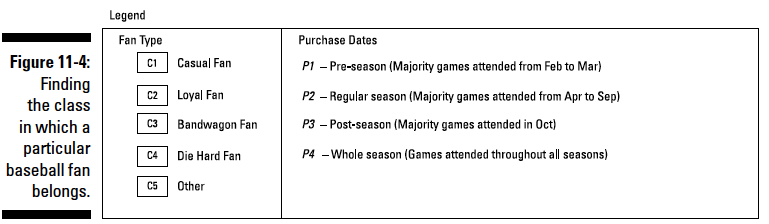 Legend
Figure 11-4:
Finding
the class
in which a
particular
baseball fan
belongs.
Fan Type
C1 Casual Fan
C2 Loyal Fan
C3 Bandwagon Fan
C4 Die Hard Fan
C5 Other
Purchase Dates
P1 – Pre-season (Majority games attended from Feb to Mar)
P2 – Regular season (Majority games attended from Apr to Sep)
P3 – Post-season (Majority games attended in Oct)
P4 – Whole season (Games attended throughout all seasons)